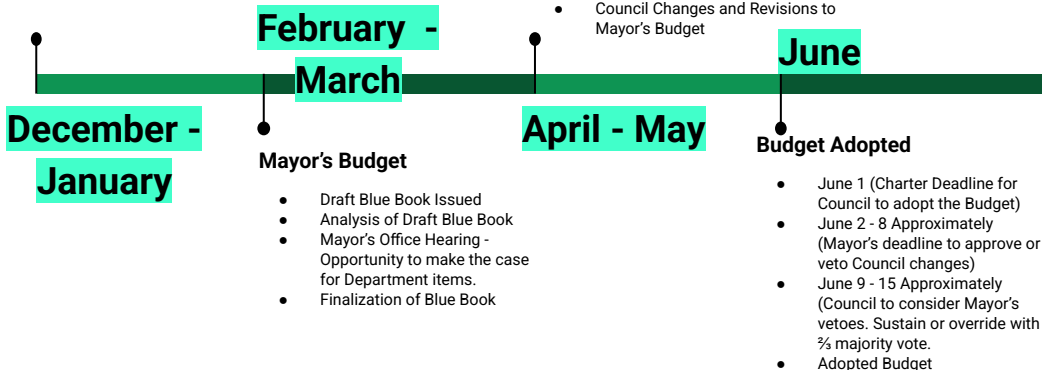 ● Council Changes and Revisions to
Mayor's Budget
February -
March
June
December -
January
April - May
Mayor's Budget
● Draft Blue Book Issued
● Analysis of Draft Blue Book
● Mayor's Office Hearing -
Opportunity to make the case
for Department items.
● Finalization of Blue Book
Budget Adopted
● June 1 (Charter Deadline for
Council to adopt the Budget)
● June 2 - 8 Approximately
(Mayor's deadline to approve or
veto Council changes)
● June 9 - 15 Approximately
(Council to consider Mayor's
vetoes. Sustain or override with
⅔ majority vote.
● Adopted Budget